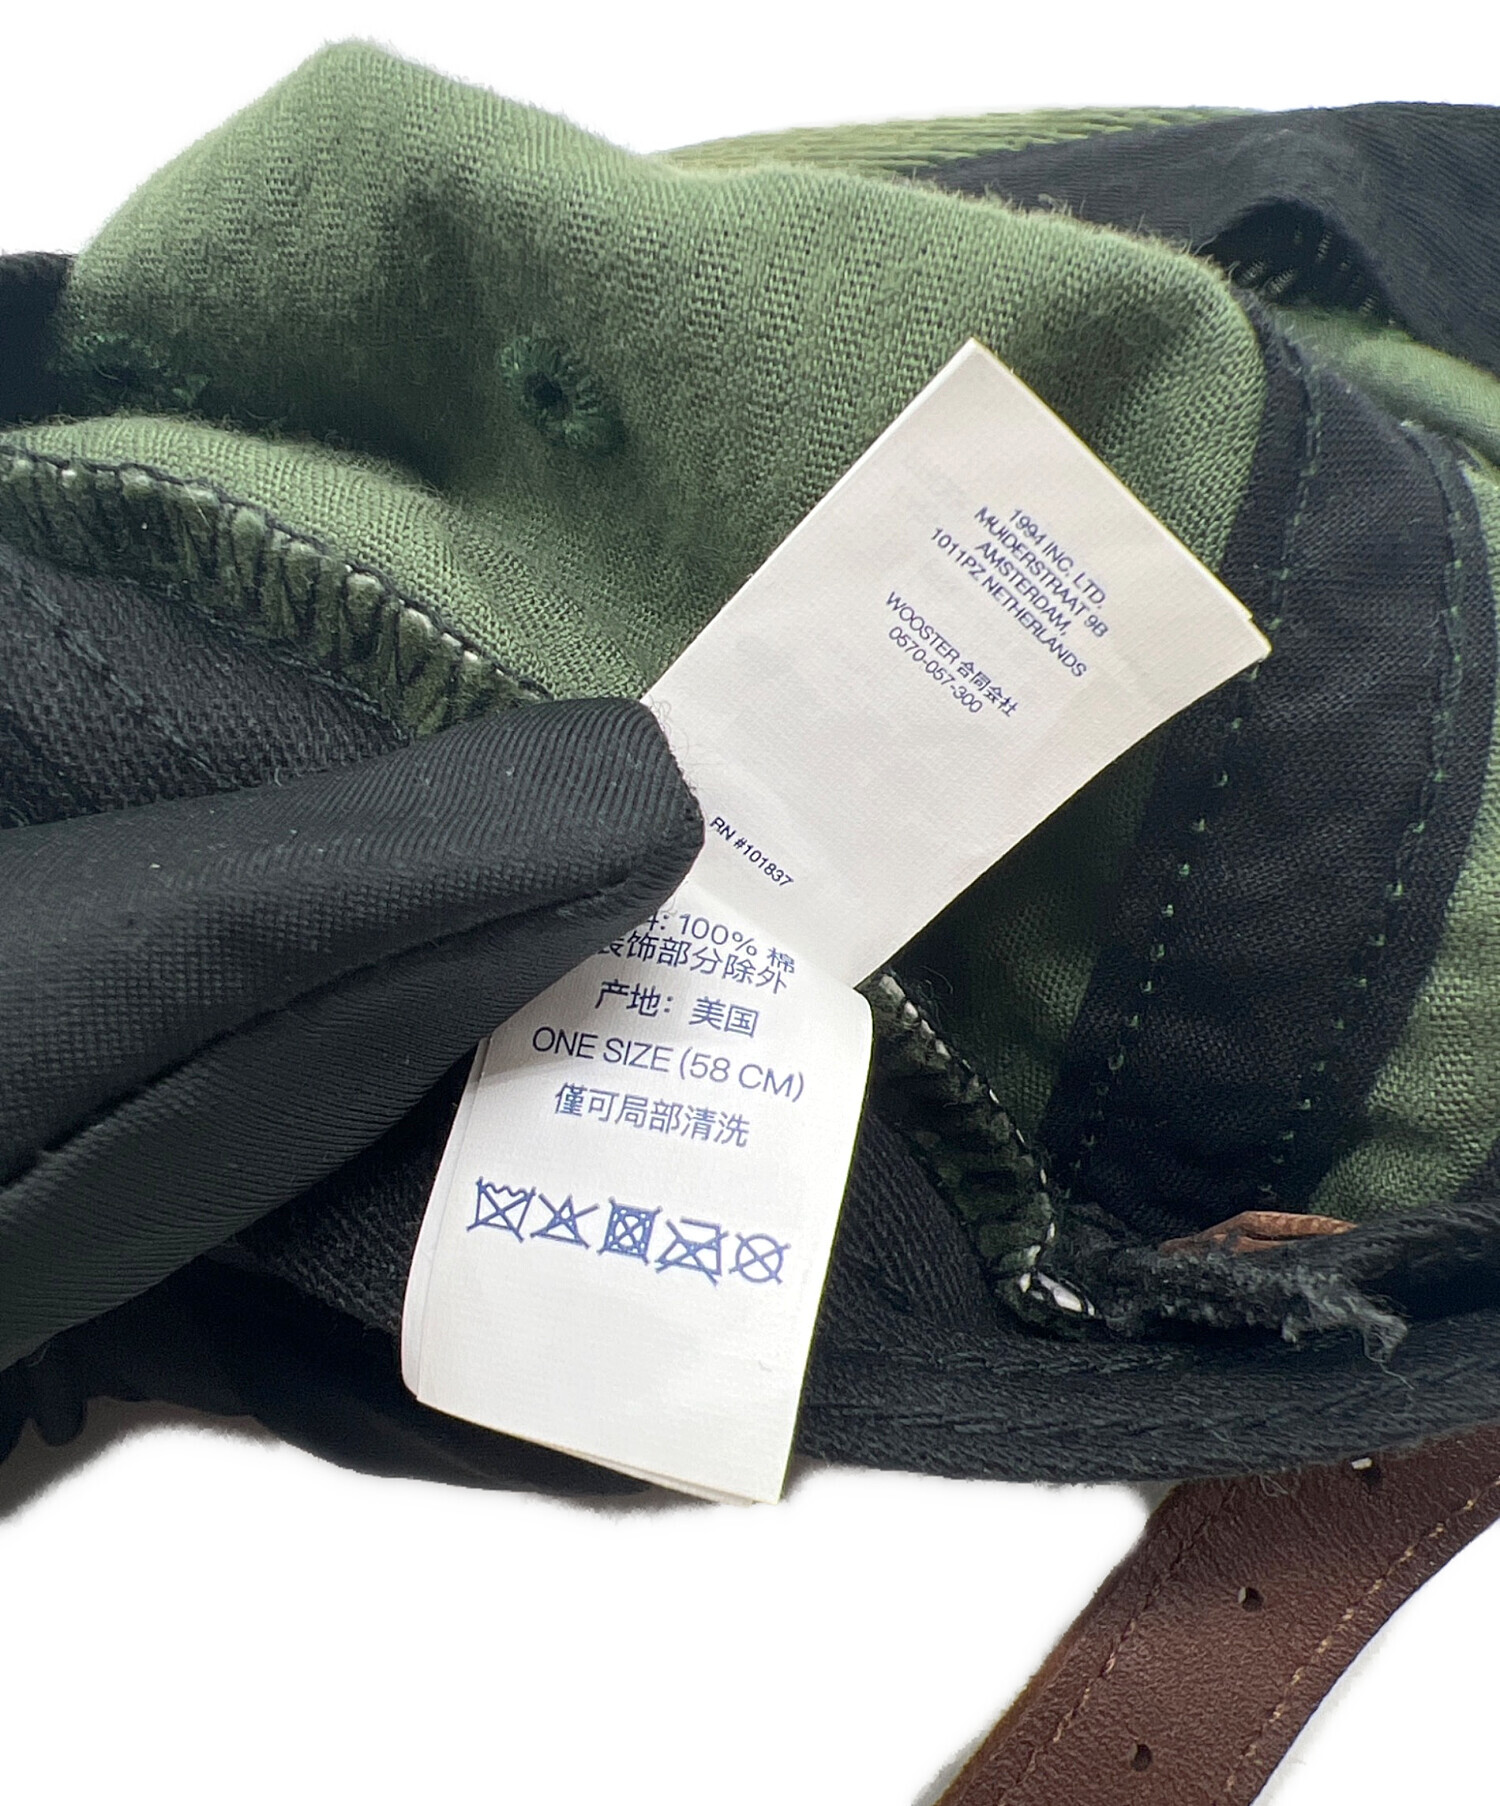 1994 INC. LTD.
MUIDERSTRAAT 9B
AMSTERDAM,
1011PZ NETHERLANDS
WOOSTER 合同会社
0570-057-300
RN #101837
: 100% 棉
装饰部分除外
产地: 美国
ONE SIZE (58 CM)
僅可局部清洗